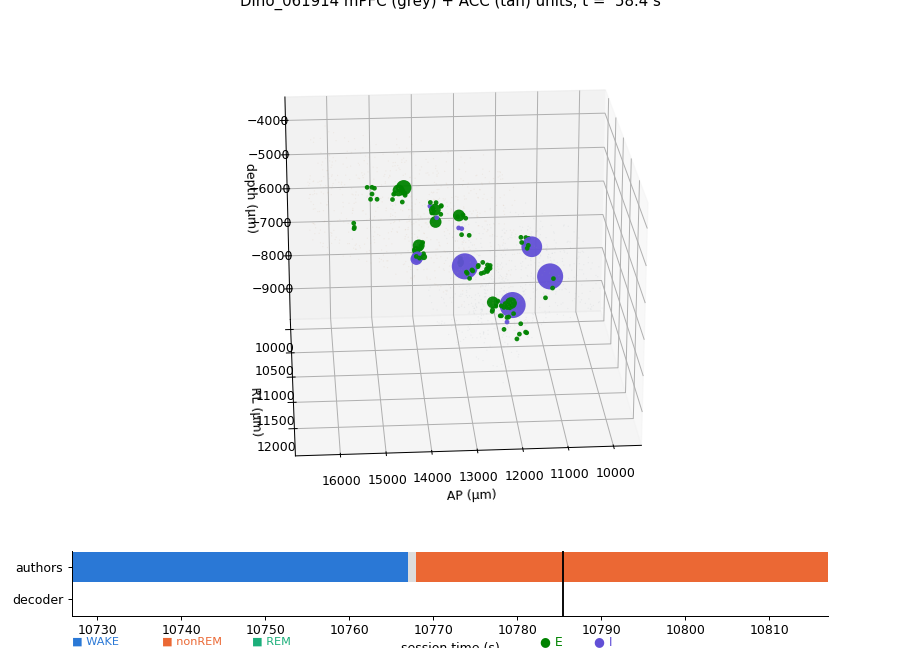 Dino_061914 mPFC (grey) + ACC (tan) units, t = 58.4 s
−4000
−5000
−6000
−7000
−8000
−9000
depth (μm)
10000
10500
11000
11500
12000
RL (μm)
16000 15000 14000 13000 12000 11000 10000
AP (μm)
authors
decoder
10730 10740 10750 10760 10770 10780 10790 10800 10810
WAKE nonREM REM E I
session time (s)